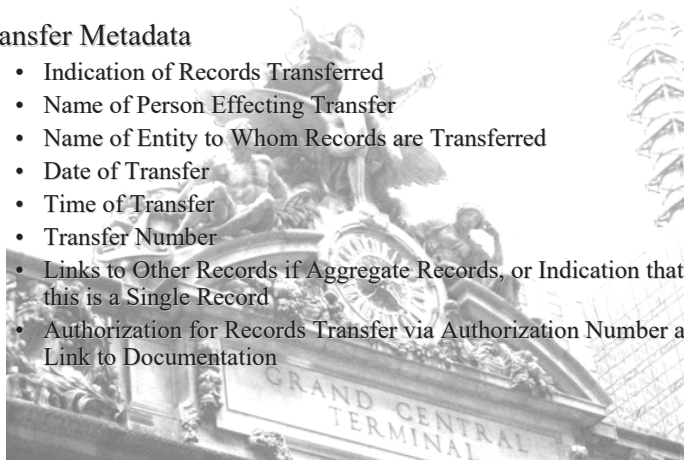 ansfer Metadata
• Indication of Records Transferred
• Name of Person Effecting Transfer
• Name of Entity to Whom Records are Transferred
• Date of Transfer
• Time of Transfer
• Transfer Number
• Links to Other Records if Aggregate Records, or Indication that
this is a Single Record
• Authorization for Records Transfer via Authorization Number a
Link to Documentation
GRAND CENTRAL
TERMINAL